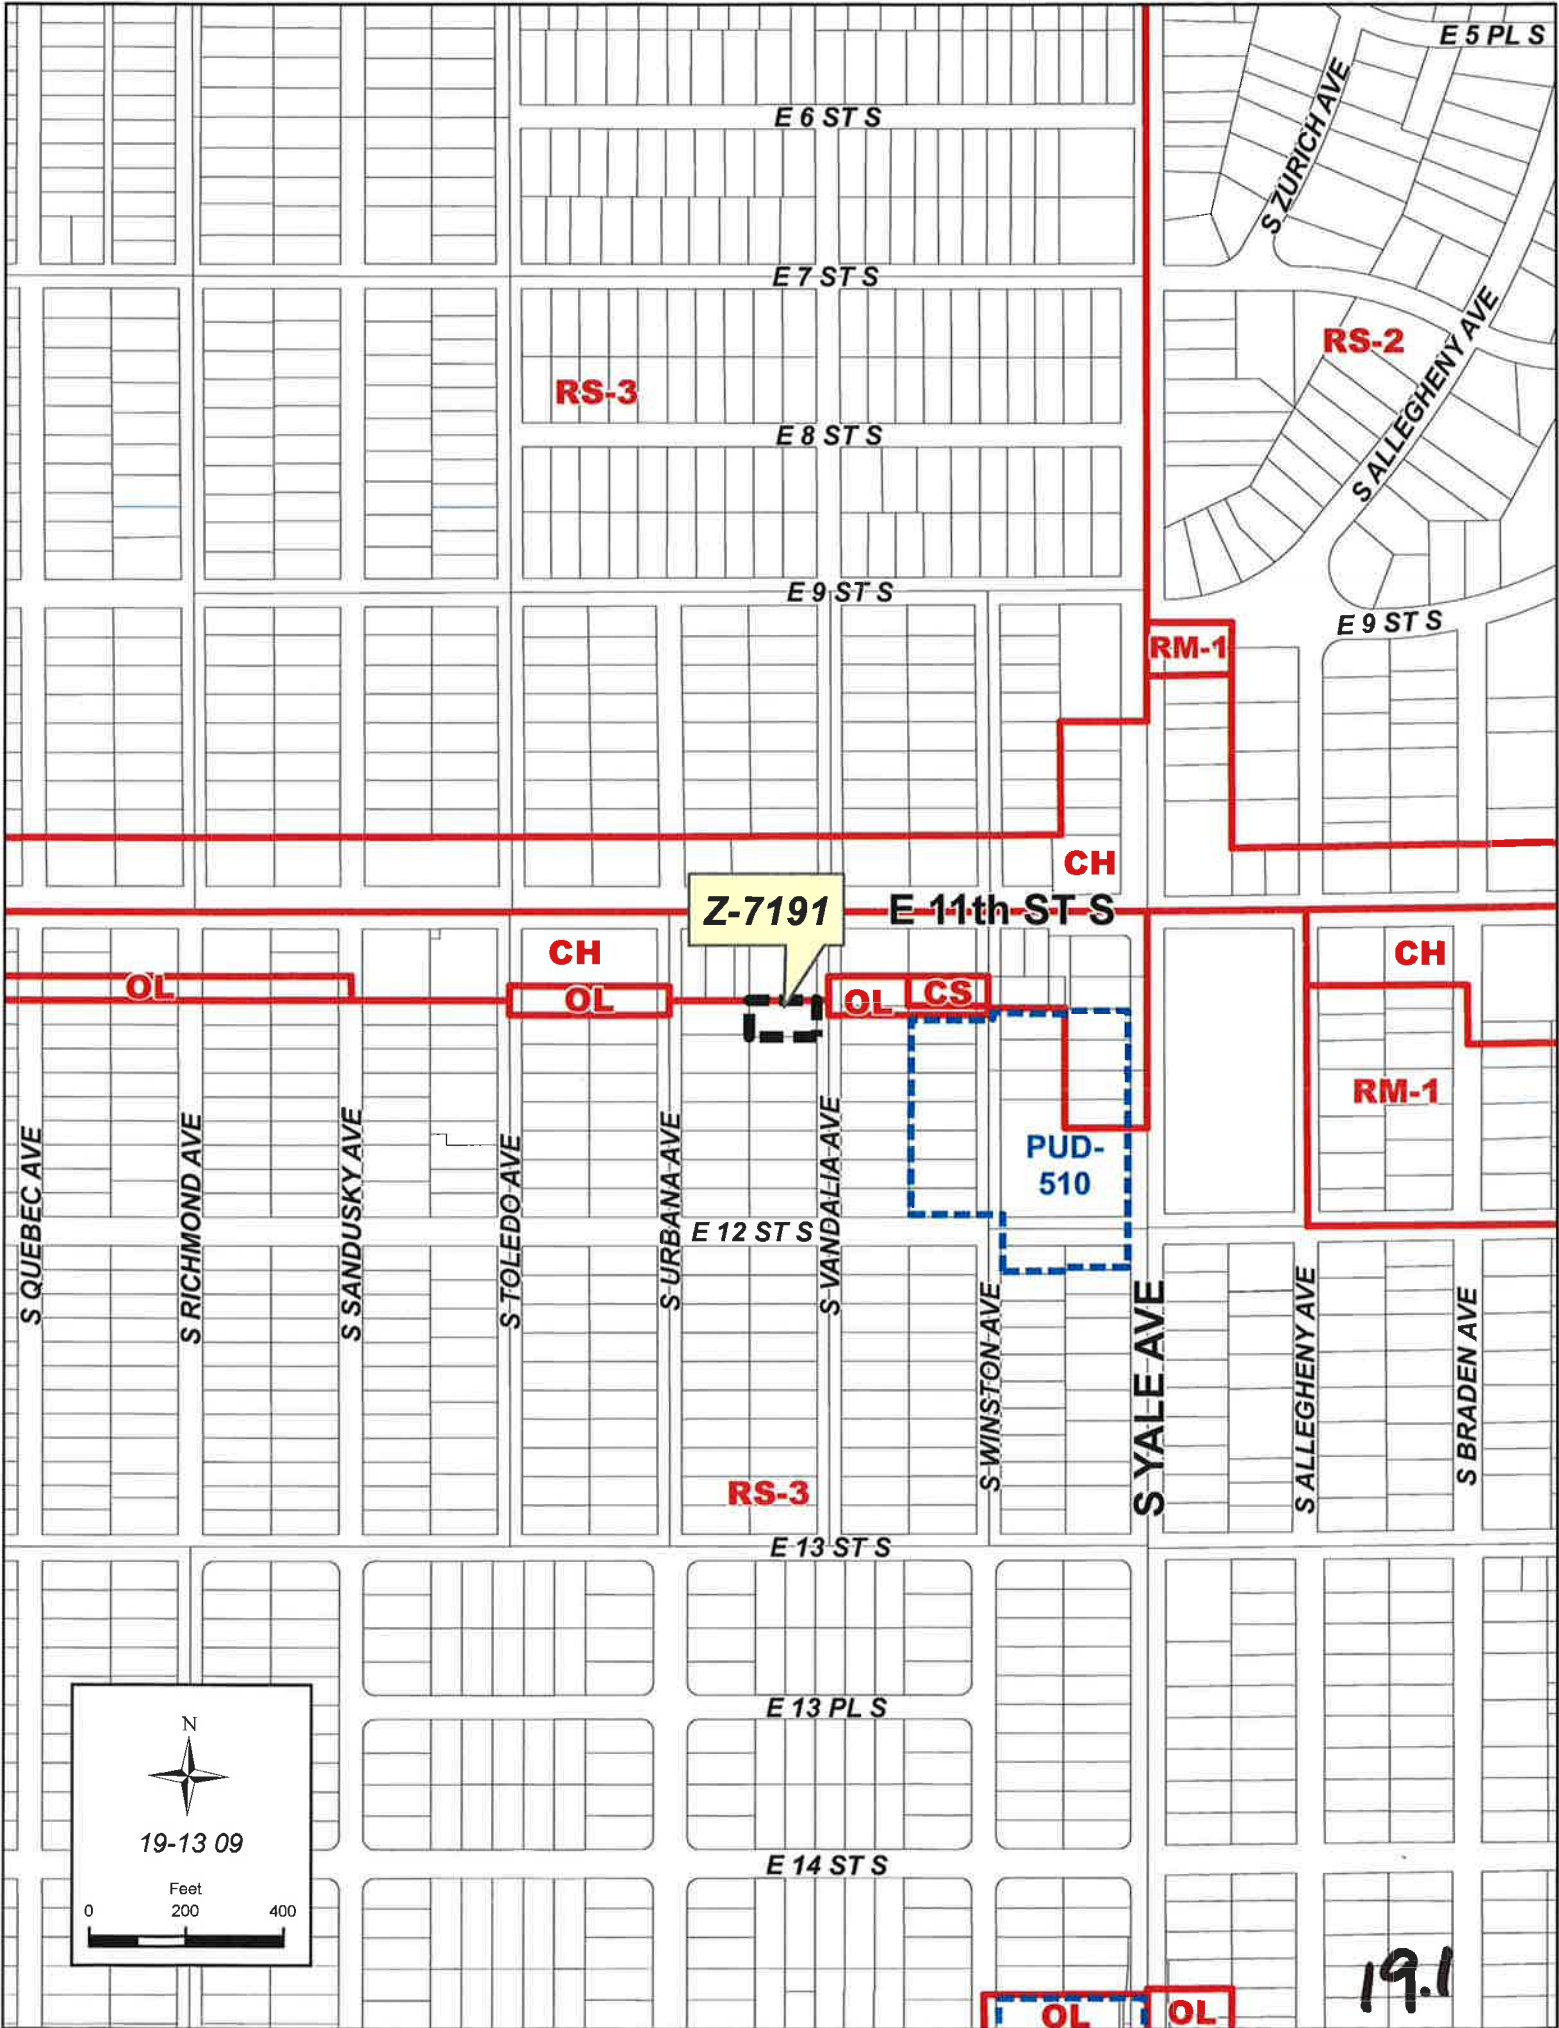 E 5 PL S
E 6 ST S
S ZURICH AVE
E 7 ST S
RS-2
RS-3
S ALLEGHENY AVE
E 8 ST S
E 9 ST S
E 9 ST S
RM-1
CH
Z-7191
E 11th ST S
CH
CH
OL
OL
OL
CS
RM-1
PUD-
510
S QUEBEC AVE
S RICHMOND AVE
S SANDUSKY AVE
S TOLEDO AVE
S URBANA AVE
S VANDALIA AVE
E 12 ST S
S WINSTON AVE
S YALE AVE
S ALLEGHENY AVE
S BRADEN AVE
RS-3
E 13 ST S
E 13 PL S
N
19-13 09
Feet
0 200 400
E 14 ST S
19.1
OL
OL